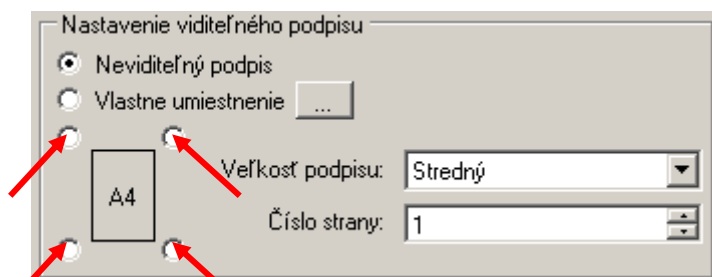 Nastavenie viditeľného podpisu
Neviditeľný podpis
Vlastne umiestnenie ...
Veľkosť podpisu: Stredný
A4
Číslo strany: 1